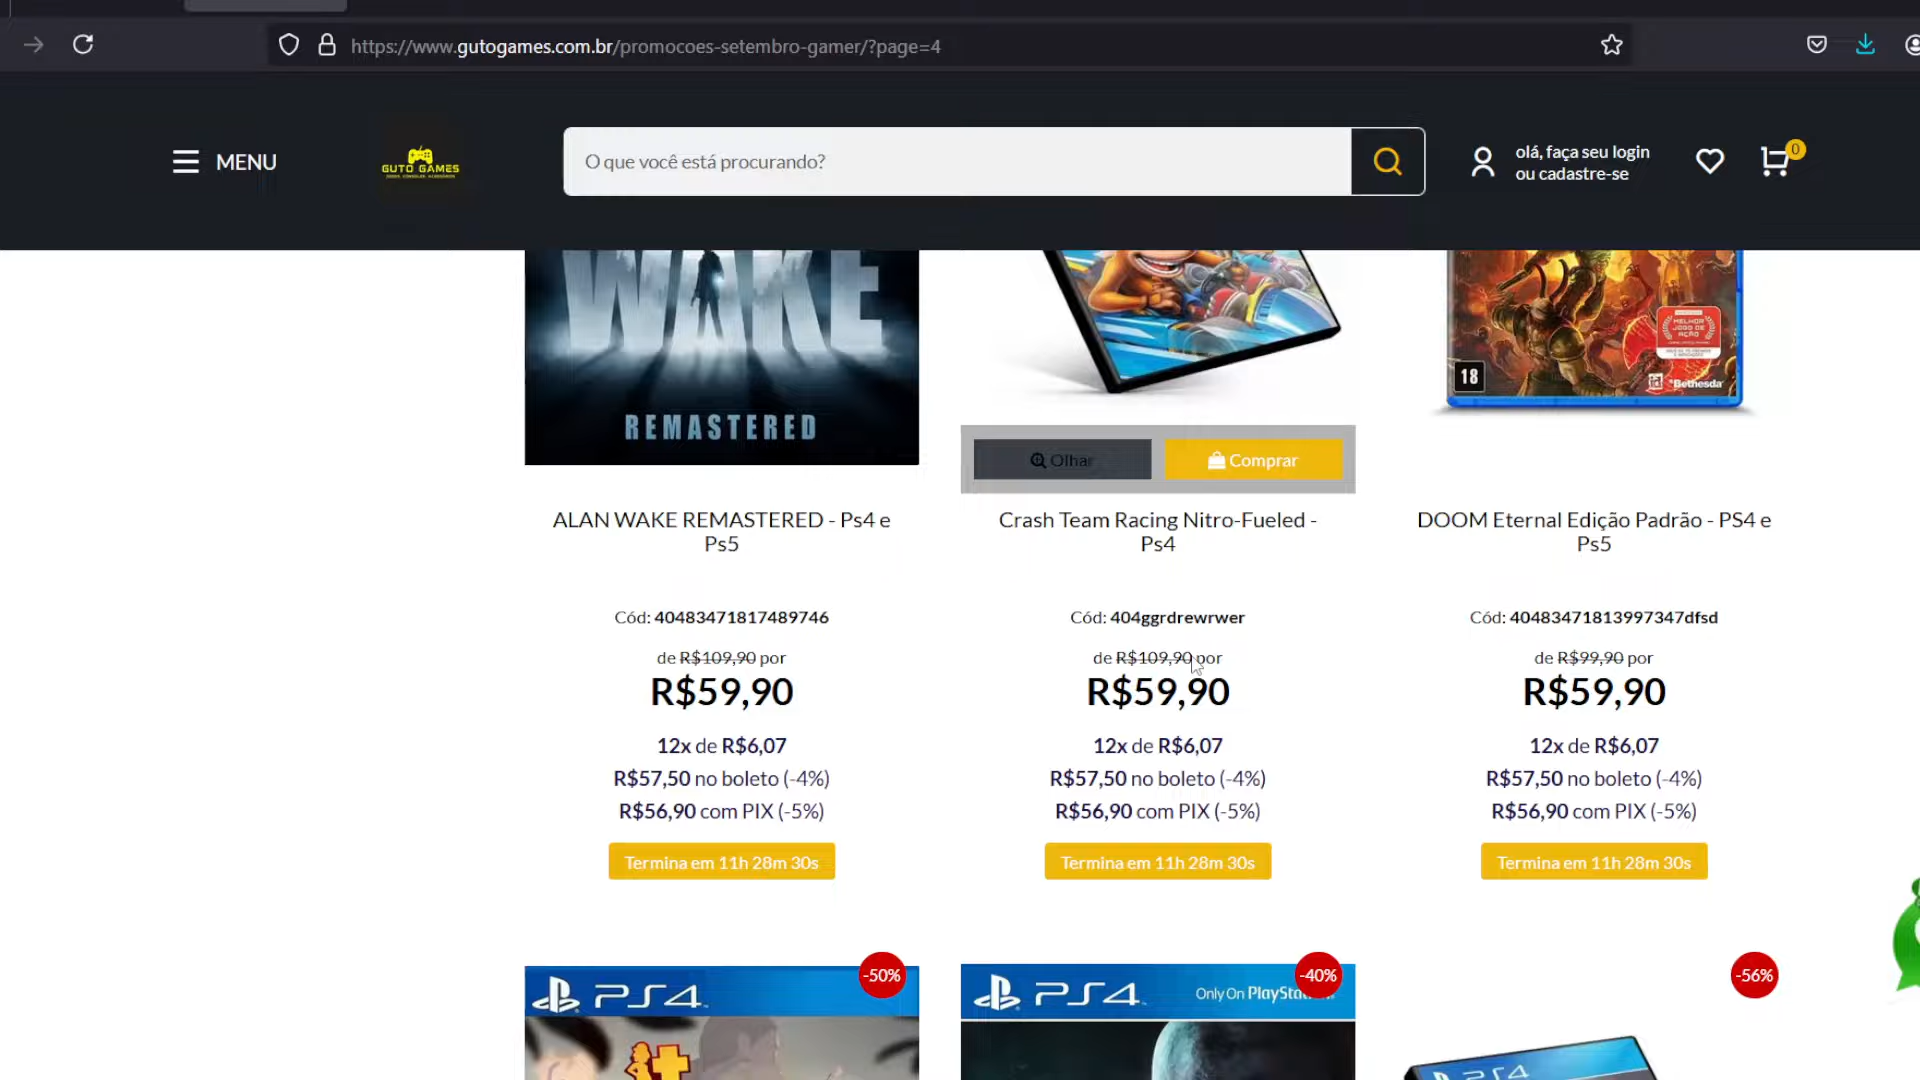 https://www.gutogames.com.br/promocoes-setembro-gamer/?page=4
MENU
GUTO GAMES
O que você está procurando?
olá, faça seu login
ou cadastre-se
0
WAKE
REMASTERED
MELHOR
JOGO DE
AÇÃO
18
Bethesda
Olhar
Comprar
ALAN WAKE REMASTERED - Ps4 e
Ps5
Crash Team Racing Nitro-Fueled -
Ps4
DOOM Eternal Edição Padrão - PS4 e
Ps5
Cód: 40483471817489746
Cód: 404ggrdrewrwer
Cód: 40483471813997347dfsd
de R$109,90 por
R$59,90
de R$109,90 por
R$59,90
de R$99,90 por
R$59,90
12x de R$6,07
R$57,50 no boleto (-4%)
R$56,90 com PIX (-5%)
12x de R$6,07
R$57,50 no boleto (-4%)
R$56,90 com PIX (-5%)
12x de R$6,07
R$57,50 no boleto (-4%)
R$56,90 com PIX (-5%)
Termina em 11h 28m 30s
Termina em 11h 28m 30s
Termina em 11h 28m 30s
-50%
-40%
-56%
PS4
PS4
Only On
PS4